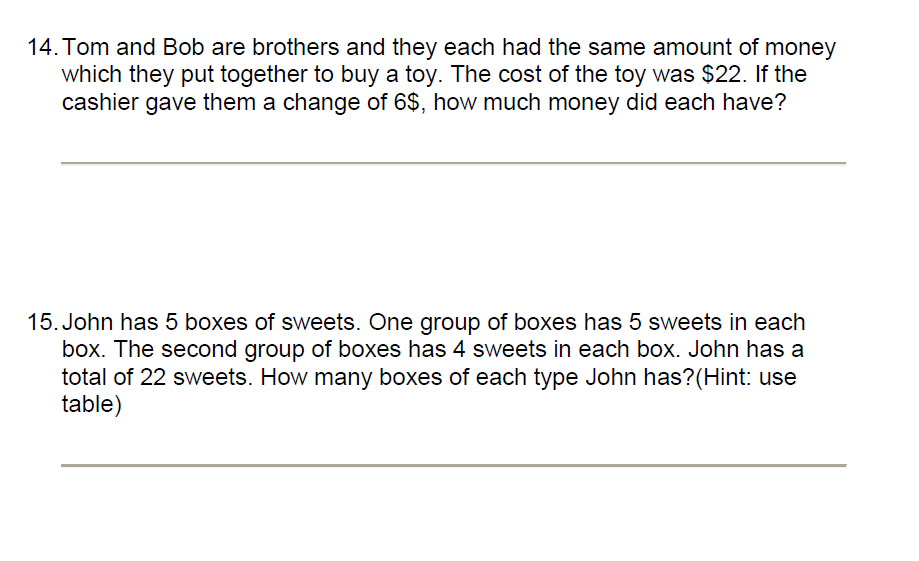 14. Tom and Bob are brothers and they each had the same amount of money
which they put together to buy a toy. The cost of the toy was $22. If the
cashier gave them a change of 6$, how much money did each have?
15. John has 5 boxes of sweets. One group of boxes has 5 sweets in each
box. The second group of boxes has 4 sweets in each box. John has a
total of 22 sweets. How many boxes of each type John has?(Hint: use
table)